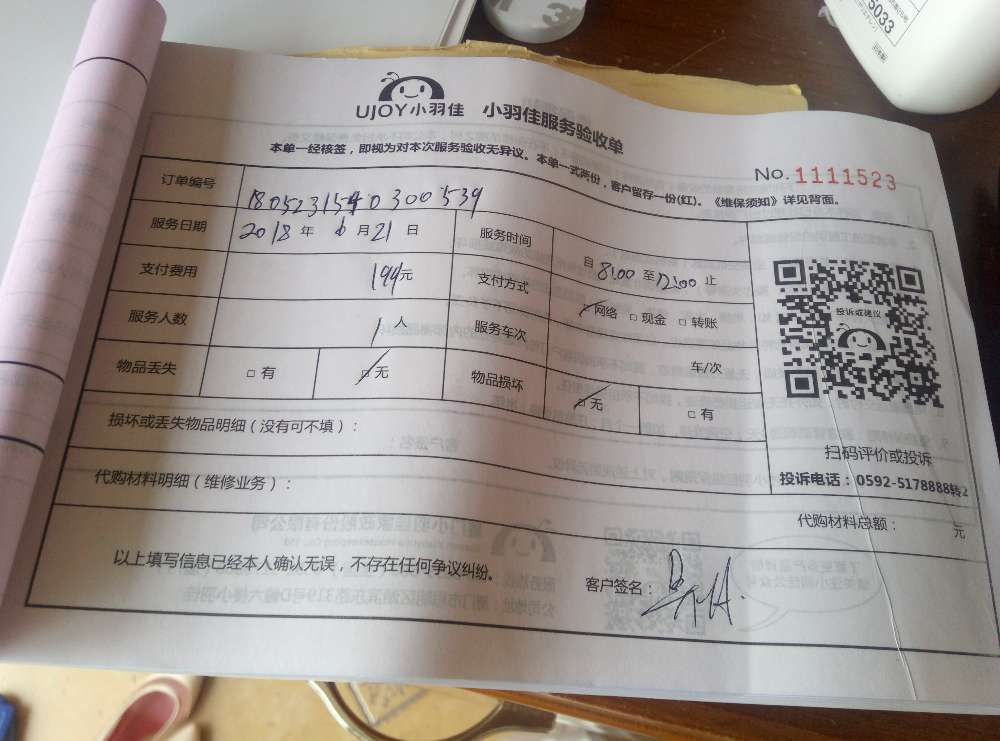 UJOY小羽佳 小羽佳服务验收单
本单一经核签，即视为对本次服务验收无异议。本单一式两份，客户留存一份(红)。《维保须知》详见背面。
No. 1111523
订单编号 1805231540300539
服务日期 2018 年 6 月 21 日 服务时间 自 8:00 至 12:00 止
支付费用 199元 支付方式 网络 □ 现金 □ 转账
服务人数 1 人 服务车次 车/次
物品丢失 □ 有 □ 无 物品损坏 □ 无 □ 有
投诉或建议
扫码评价或投诉
投诉电话：0592-5178888转2
损坏或丢失物品明细（没有可不填）：
代购材料明细（维修业务）：
代购材料总额： 元
以上填写信息已经本人确认无误，不存在任何争议纠纷。
客户签名：
5033